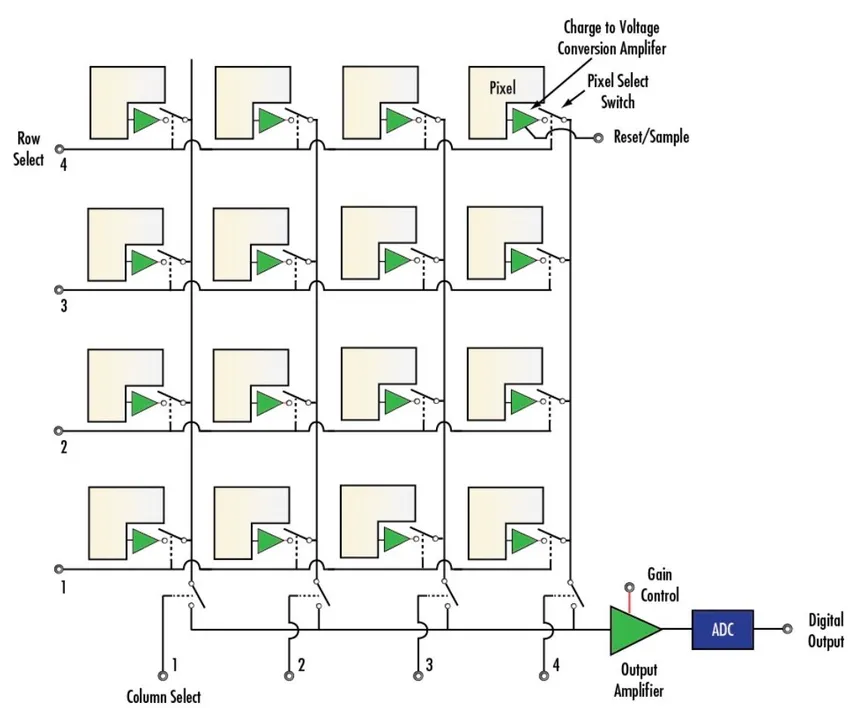 Charge to Voltage
Conversion Amplifer
Pixel
Pixel Select
Switch
Reset/Sample
Row
Select
4
3
2
1
Gain
Control
ADC
Digital
Output
Output
Amplifier
1
2
3
4
Column Select